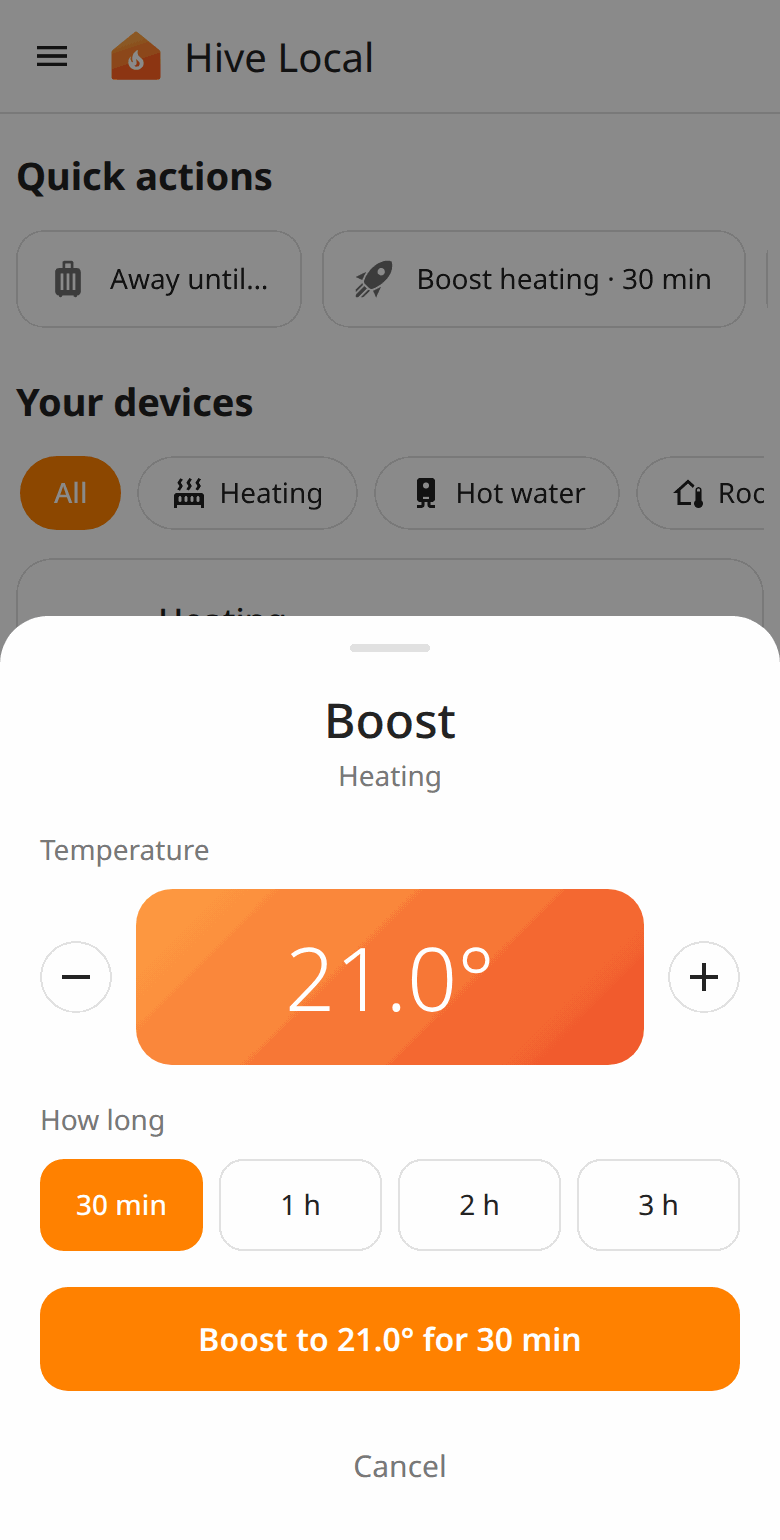 Hive Local
Quick actions
Away until...
Boost heating · 30 min
Your devices
All
Heating
Hot water
Heating
Boost
Heating
Temperature
21.0°
How long
30 min
1 h
2 h
3 h
Boost to 21.0° for 30 min
Cancel